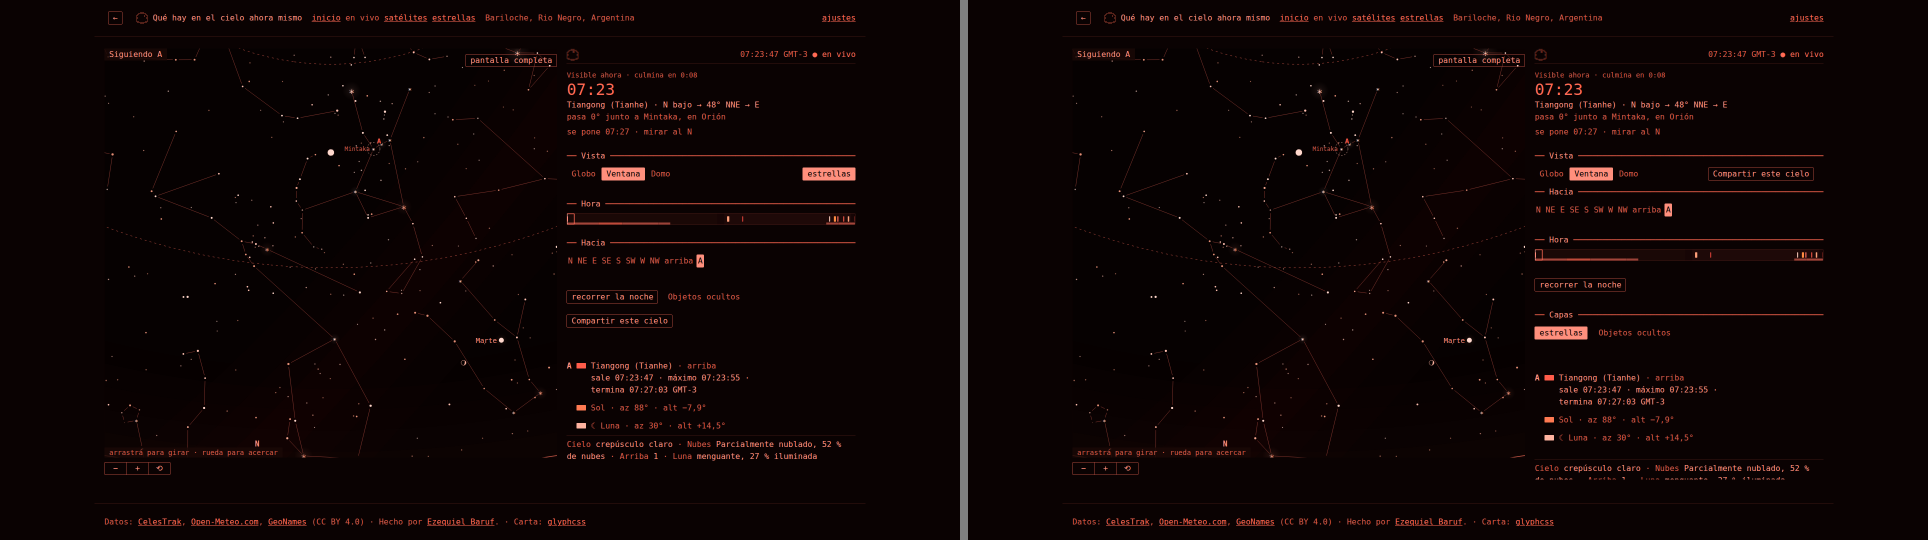 ← Qué hay en el cielo ahora mismo inicio en vivo satélites estrellas Bariloche, Rio Negro, Argentina ajustes
Siguiendo A
pantalla completa
07:23:47 GMT-3 ● en vivo
Visible ahora · culmina en 0:08
07:23
Tiangong (Tianhe) · N bajo → 48° NNE → E
pasa 0° junto a Mintaka, en Orión
se pone 07:27 · mirar al N
A
Mintaka
Vista
Globo Ventana Domo estrellas
Hora
Hacia
N NE E SE S SW W NW arriba A
recorrer la noche Objetos ocultos
Compartir este cielo
Marte
A Tiangong (Tianhe) · arriba
sale 07:23:47 · máximo 07:23:55 ·
termina 07:27:03 GMT-3
Sol · az 88° · alt −7,9°
☾ Luna · az 30° · alt +14,5°
N
Cielo crepúsculo claro · Nubes Parcialmente nublado, 52 %
de nubes · Arriba 1 · Luna menguante, 27 % iluminada
arrastrá para girar · rueda para acercar
− + ⟲
Datos: CelesTrak, Open-Meteo.com, GeoNames (CC BY 4.0) · Hecho por Ezequiel Baruf. · Carta: glyphcss
← Qué hay en el cielo ahora mismo inicio en vivo satélites estrellas Bariloche, Rio Negro, Argentina ajustes
Siguiendo A
pantalla completa
07:23:47 GMT-3 ● en vivo
Visible ahora · culmina en 0:08
07:23
Tiangong (Tianhe) · N bajo → 48° NNE → E
pasa 0° junto a Mintaka, en Orión
se pone 07:27 · mirar al N
A
Mintaka
Vista
Globo Ventana Domo Compartir este cielo
Hacia
N NE E SE S SW W NW arriba A
Hora
recorrer la noche
Capas
estrellas Objetos ocultos
Marte
A Tiangong (Tianhe) · arriba
sale 07:23:47 · máximo 07:23:55 ·
termina 07:27:03 GMT-3
Sol · az 88° · alt −7,9°
☾ Luna · az 30° · alt +14,5°
N
arrastrá para girar · rueda para acercar
Cielo crepúsculo claro · Nubes Parcialmente nublado, 52 %
de nubes · Arriba 1 · Luna menguante, 27 % iluminada
− + ⟲
Datos: CelesTrak, Open-Meteo.com, GeoNames (CC BY 4.0) · Hecho por Ezequiel Baruf. · Carta: glyphcss